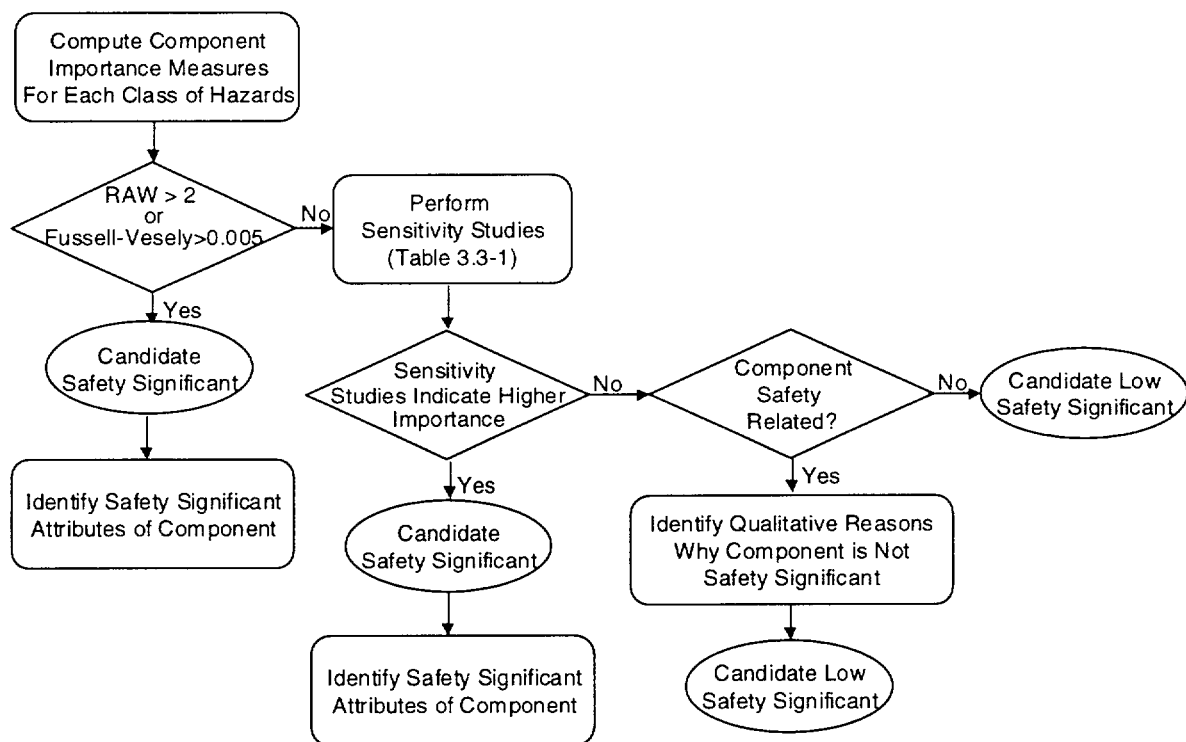 Compute Component
Importance Measures
For Each Class of Hazards
RAW > 2
or
Fussell-Vesely>0.005
No
Yes
Candidate
Safety Significant
Identify Safety Significant
Attributes of Component
Perform
Sensitivity Studies
(Table 3.3-1)
Sensitivity
Studies Indicate Higher
Importance
No
Yes
Candidate
Safety Significant
Identify Safety Significant
Attributes of Component
Component
Safety
Related?
No
Candidate Low
Safety Significant
Yes
Identify Qualitative Reasons
Why Component is Not
Safety Significant
Candidate Low
Safety Significant